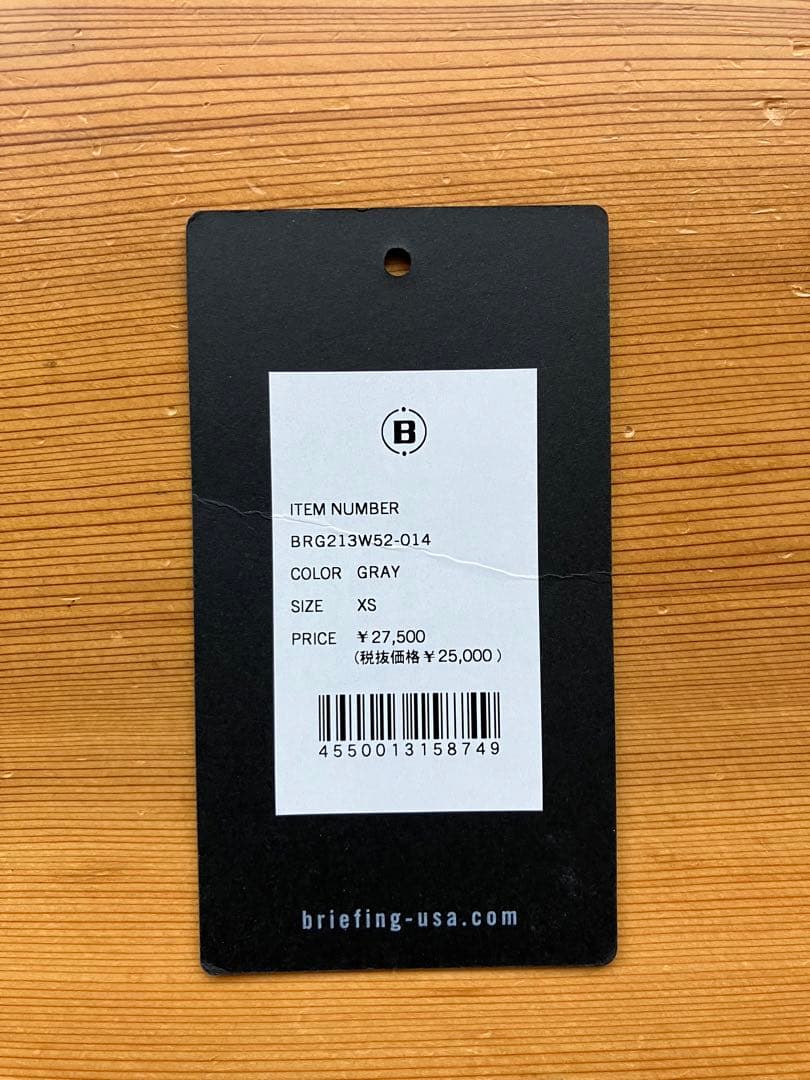 B
ITEM NUMBER
BRG213W52-014
COLOR GRAY
SIZE XS
PRICE ¥27,500
(税抜価格¥25,000)
4550013158749
briefing-usa.com